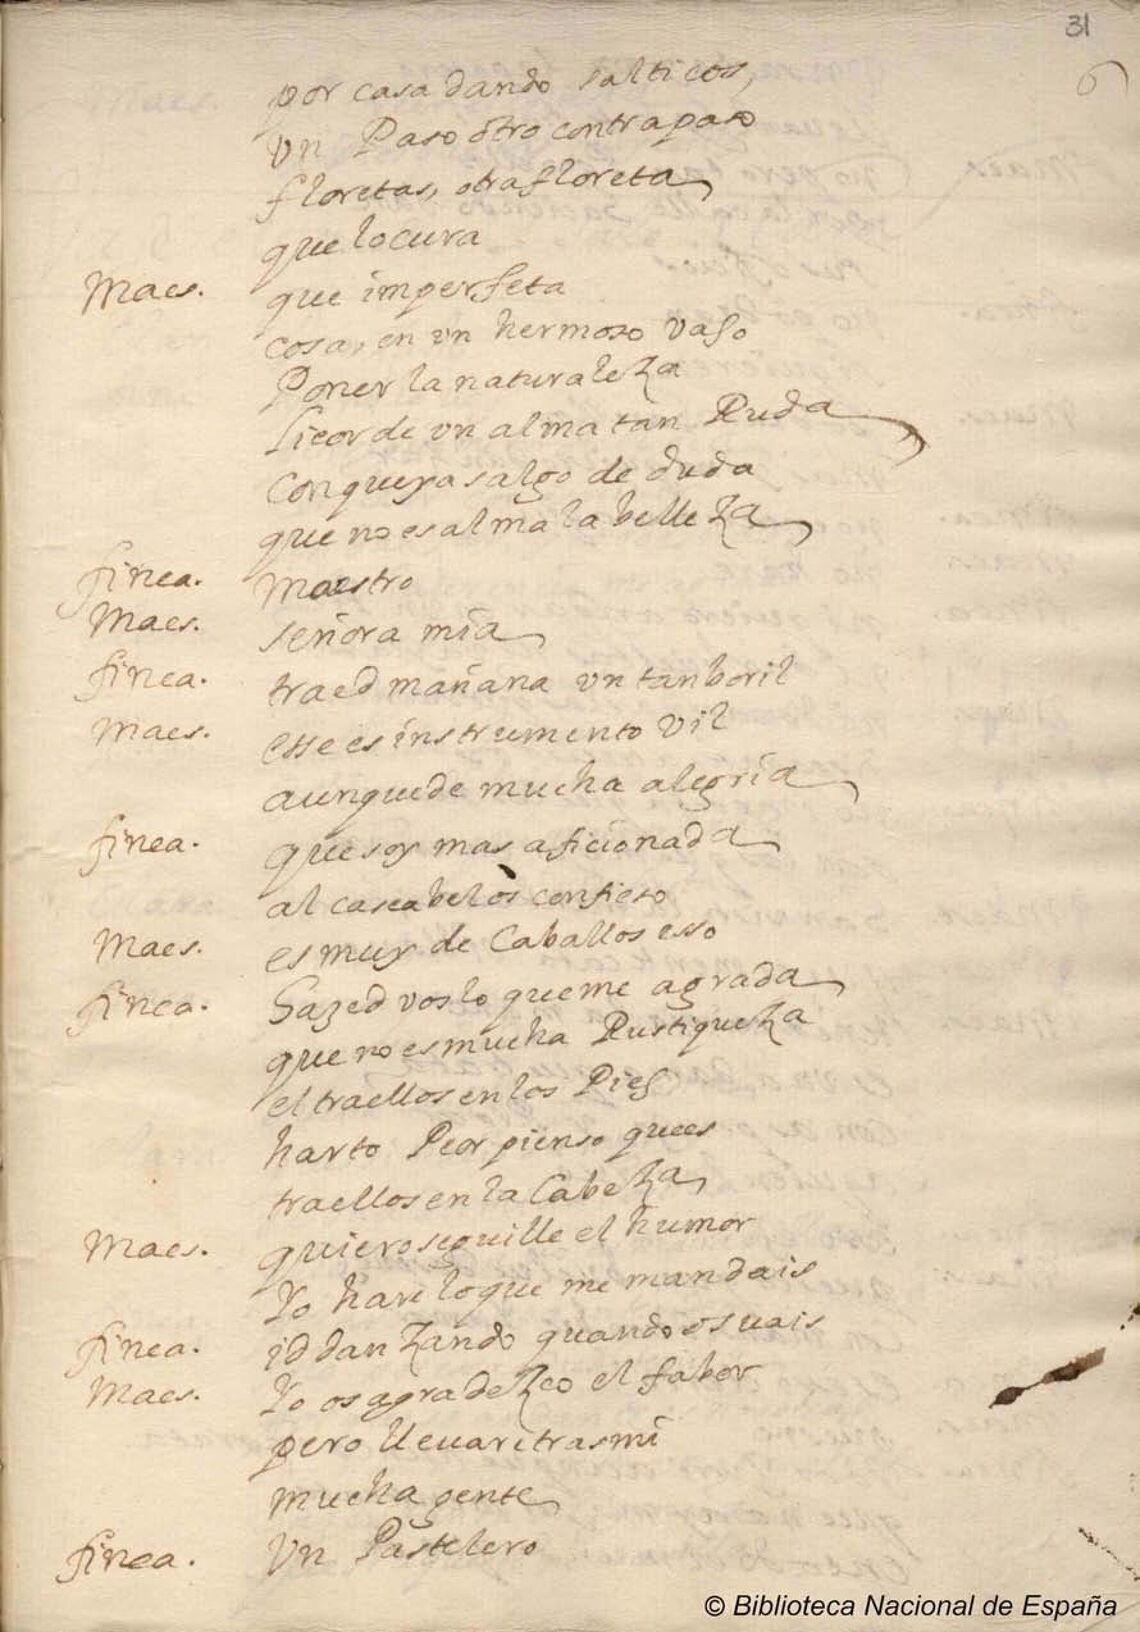 31
6
por casa dando salticos,
vn Paso otro contrapaso
floretas, otra floreta
que locura
Maes. que imperfeta
cosa, en vn hermoso vaso
Poner la naturaleza
licor de vn alma tan Ruda
con que ya salgo de duda
que no es alma la belleza
finea. Maestro
Maes. señora mia
finea. traed mañana vn tanboril
Maes. esse es instrumento vil
aunque de mucha alegria
finea. que soy mas aficionada
al cascabel os confieso
Maes. es muy de Caballos esso
finea. Hazed vos lo que me agrada
que no es mucha Rustiqueza
el traellos en los Pies
harto Peor pienso que es
traellos en la Cabeza
Maes. quiero seguille el humor
Yo hare lo que me mandais
finea. id danzando quando os vais
Maes. Yo os agradezco el fabor
pero lleuare tras mi
mucha gente
finea. Vn Pastelero
© Biblioteca Nacional de España